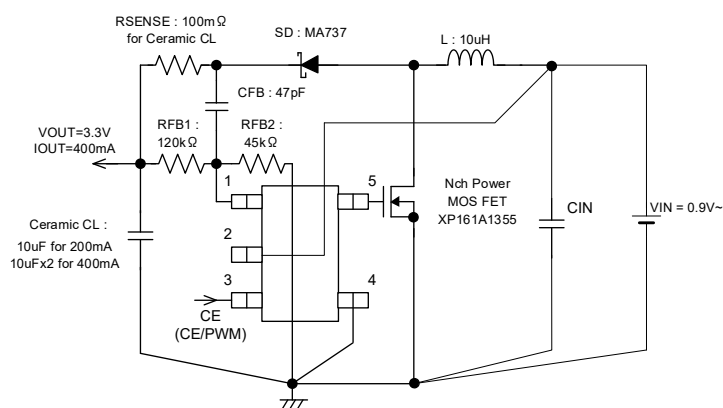 RSENSE : 100mΩ
for Ceramic CL
SD : MA737
L : 10uH
CFB : 47pF
VOUT=3.3V
IOUT=400mA
RFB1 :
120kΩ
RFB2 :
45kΩ
1
5
Nch Power
MOS FET
XP161A1355
CIN
VIN = 0.9V~
Ceramic CL :
10uF for 200mA
10uFx2 for 400mA
2
3
4
CE
(CE/PWM)